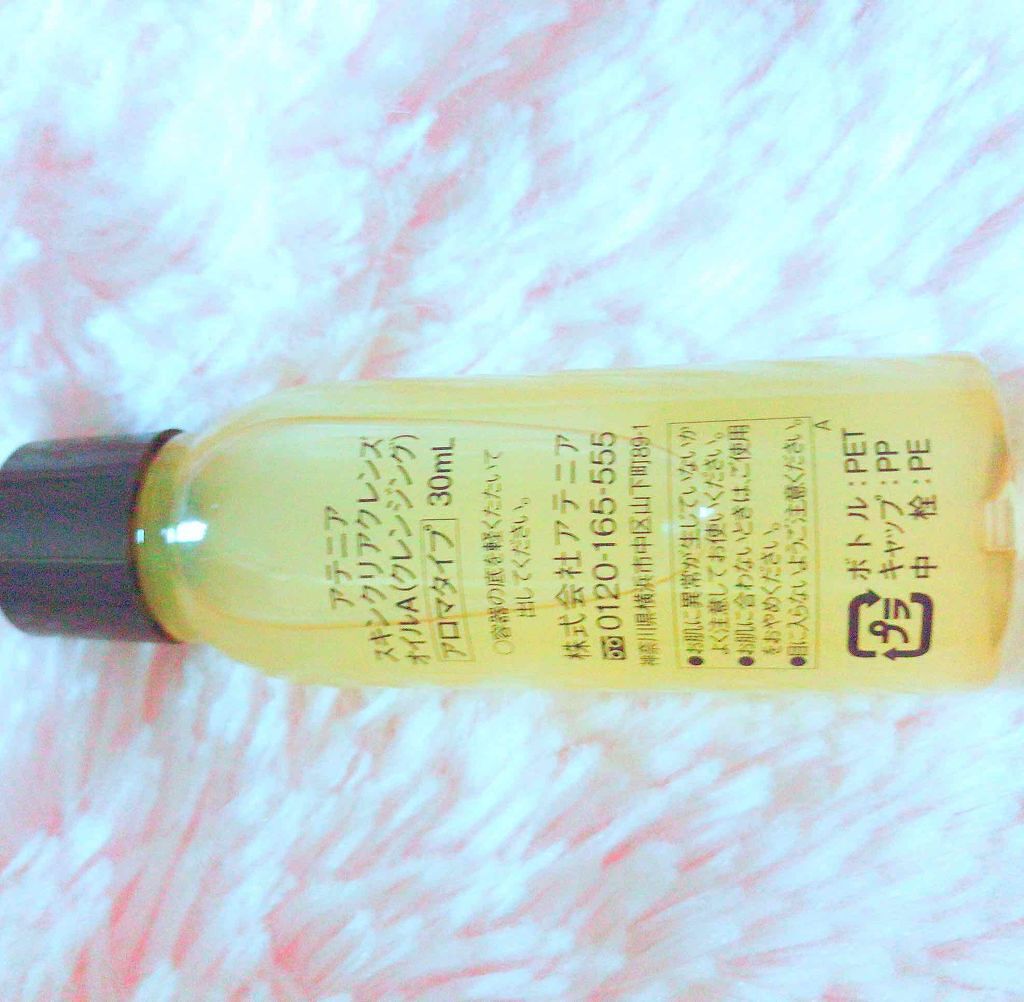 アテニア
スキンクリアクレンズ
オイルA(クレンジング)
アロマタイプ 30mL
○容器の底を軽くたたいて
出してください。
株式会社アテニア
0120-165-555
神奈川県横浜市中区山下町89-1
●お肌に異常が生じていないか
よく注意してお使いください。
●お肌に合わないときはご使用
をおやめください。
●目に入らないようご注意ください。
A
プラ
ボトル:PET
キャップ:PP
中栓:PE